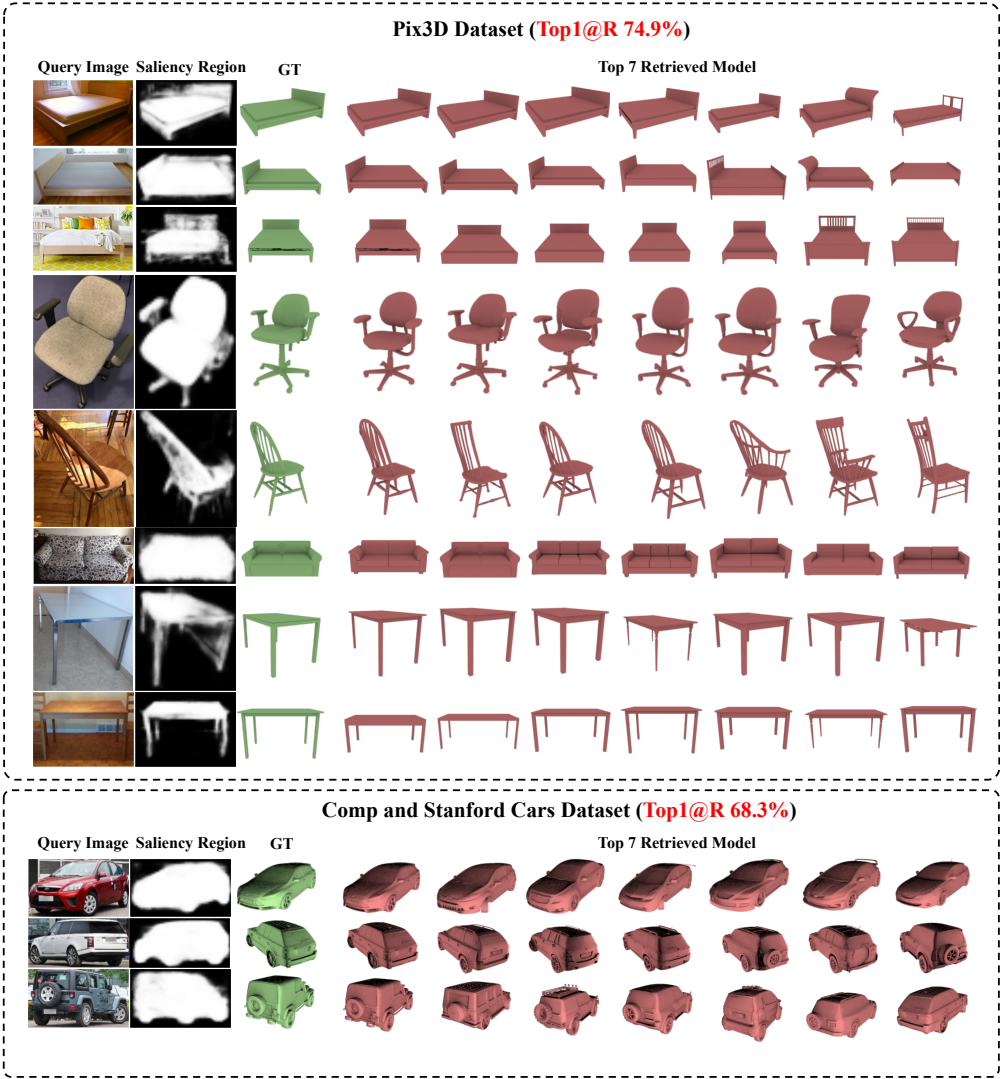 Pix3D Dataset (Top1@R 74.9%)
Query Image Saliency Region GT Top 7 Retrieved Model
Comp and Stanford Cars Dataset (Top1@R 68.3%)
Query Image Saliency Region GT Top 7 Retrieved Model